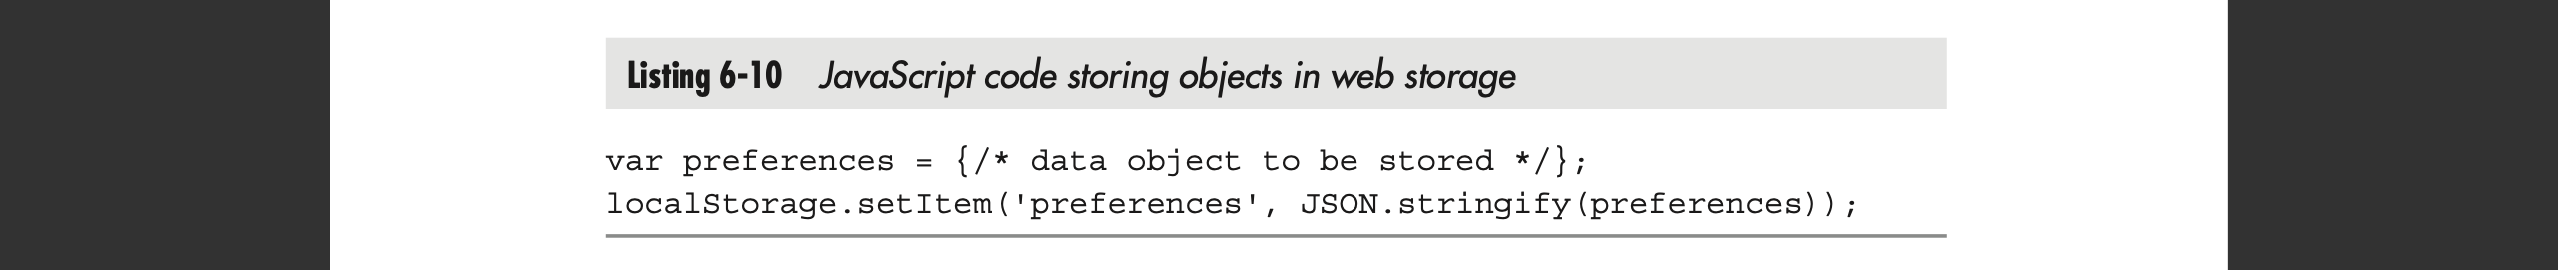 Listing 6-10 JavaScript code storing objects in web storage
var preferences = {/* data object to be stored */};
localStorage.setItem('preferences', JSON.stringify(preferences));